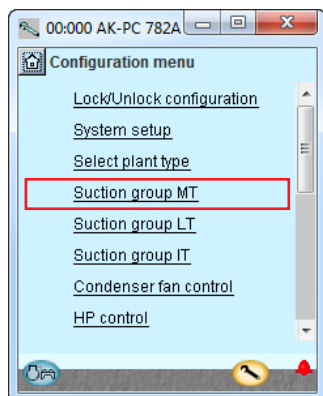 00:000 AK-PC 782A
Configuration menu
Lock/Unlock configuration
System setup
Select plant type
Suction group MT
Suction group LT
Suction group IT
Condenser fan control
HP control